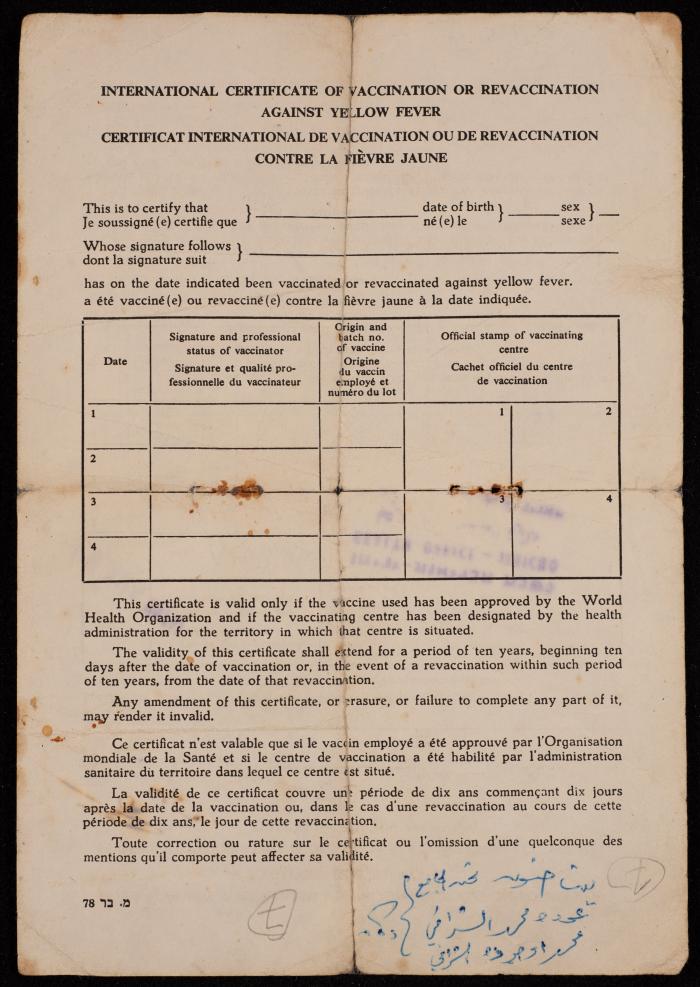 INTERNATIONAL CERTIFICATE OF VACCINATION OR REVACCINATION
AGAINST YELLOW FEVER
CERTIFICAT INTERNATIONAL DE VACCINATION OU DE REVACCINATION
CONTRE LA FIÈVRE JAUNE
This is to certify that
Je soussigné (e) certifie que
date of birth
né (e) le
sex
sexe
Whose signature follows
dont la signature suit
has on the date indicated been vaccinated or revaccinated against yellow fever.
a été vacciné (e) ou revacciné (e) contre la fièvre jaune à la date indiquée.
Date
Signature and professional
status of vaccinator
Signature et qualité pro-
fessionnelle du vaccinateur
Origin and
batch no.
of vaccine
Origine
du vaccin
employé et
numéro du lot
Official stamp of vaccinating
centre
Cachet officiel du centre
de vaccination
1
1 2
2
3
3 4
4
This certificate is valid only if the vaccine used has been approved by the World
Health Organization and if the vaccinating centre has been designated by the health
administration for the territory in which that centre is situated.
The validity of this certificate shall extend for a period of ten years, beginning ten
days after the date of vaccination or, in the event of a revaccination within such period
of ten years, from the date of that revaccination.
Any amendment of this certificate, or erasure, or failure to complete any part of it,
may render it invalid.
Ce certificat n'est valable que si le vaccin employé a été approuvé par l'Organisation
mondiale de la Santé et si le centre de vaccination a été habilité par l'administration
sanitaire du territoire dans lequel ce centre est situé.
La validité de ce certificat couvre une période de dix ans commençant dix jours
après la date de la vaccination ou, dans le cas d'une revaccination au cours de cette
période de dix ans, le jour de cette revaccination.
Toute correction ou rature sur le certificat ou l'omission d'une quelconque des
mentions qu'il comporte peut affecter sa validité.
محمد الشرافي
الشرافي
מ. בר 78